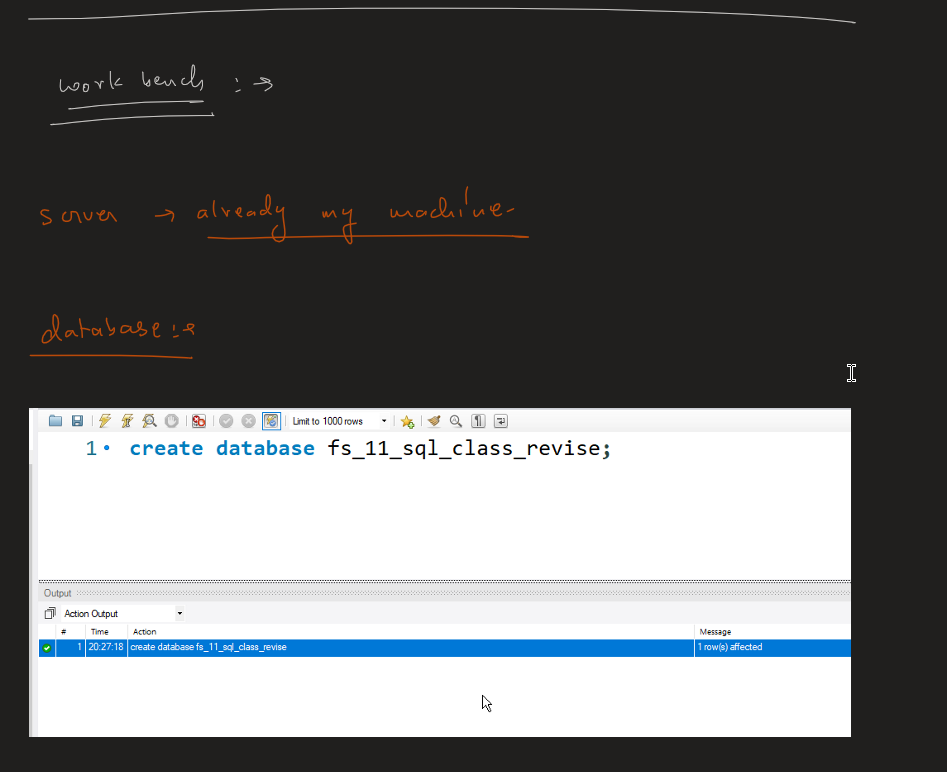 work bench : →
server → already my machine-
database : →
Limit to 1000 rows
1 create database fs_11_sql_class_revise;
Output
Action Output
# Time Action Message
1 20:27:18 create database fs_11_sql_class_revise 1 row(s) affected